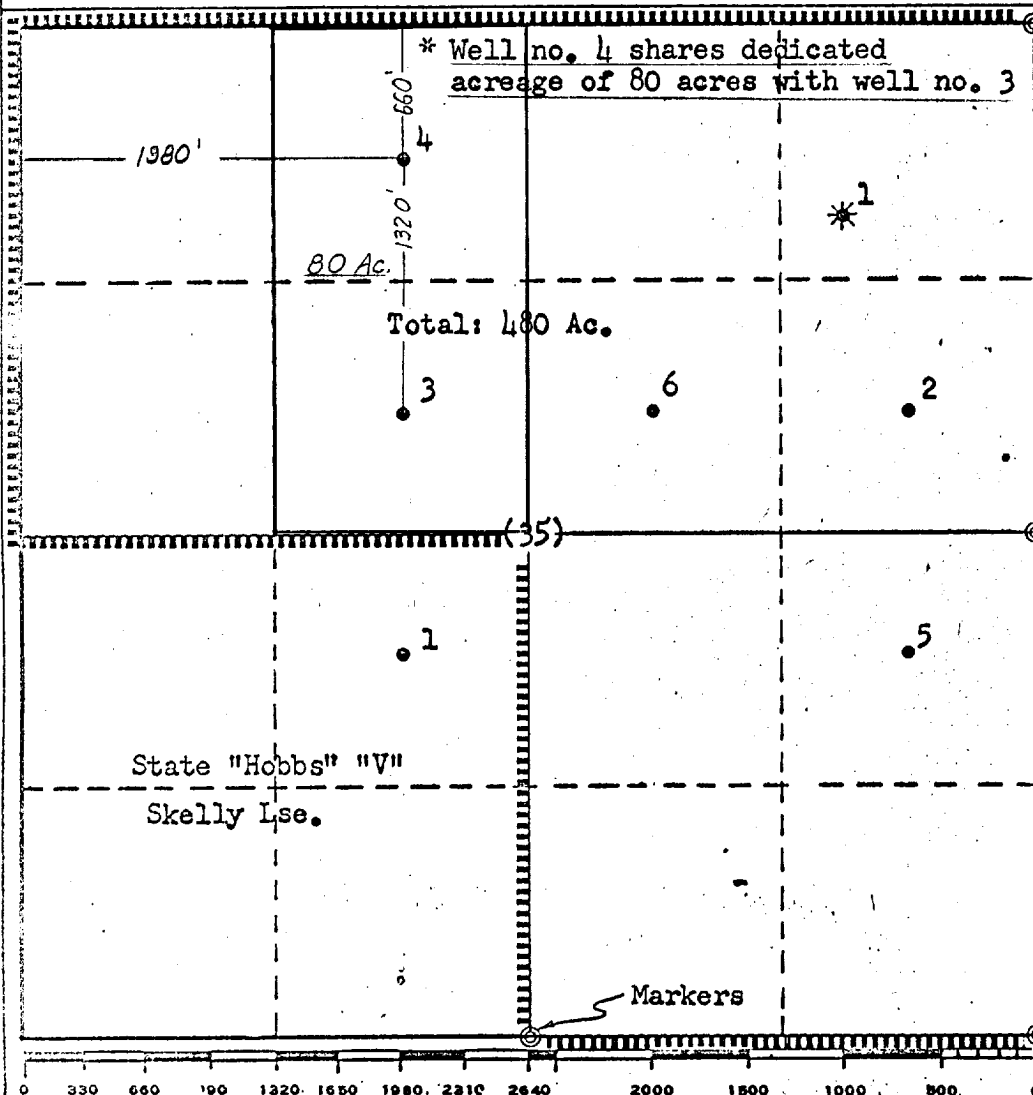 * Well no. 4 shares dedicated
acreage of 80 acres with well no. 3
660'
1980'
4
1
1320'
80 Ac.
Total: 480 Ac.
3
6
2
(35)
1
5
State "Hobbs" "V"
Skelly Lse.
Markers
0 330 660 990 1320 1650 1980 2310 2640 2000 1500 1000 500